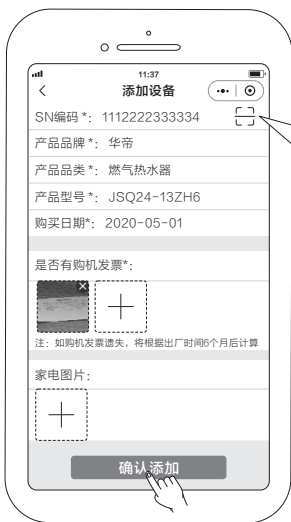 11:37
添加设备
SN编码*: 1112222333334
产品品牌*: 华帝
产品品类*: 燃气热水器
产品型号*: JSQ24-13ZH6
购买日期*: 2020-05-01
是否有购机发票*:
注：如购机发票遗失，将根据出厂时间6个月后计算
家电图片:
确认添加